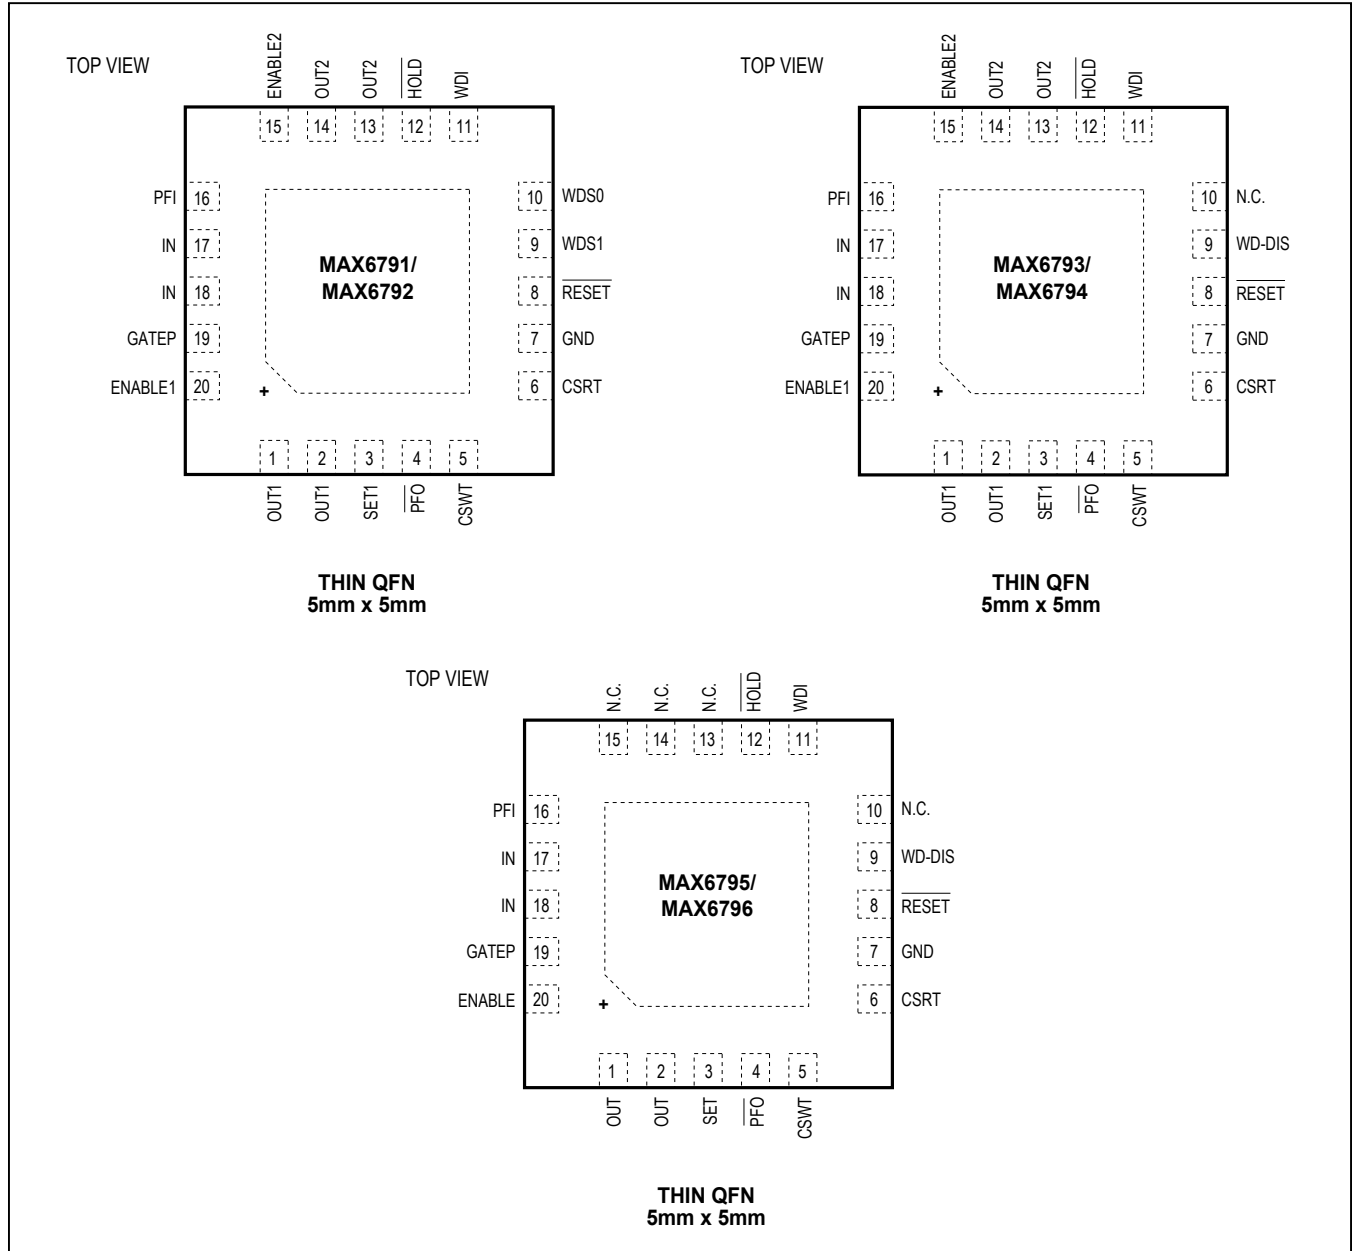 TOP VIEW
ENABLE2
OUT2
OUT2
HOLD
WDI
15 14 13 12 11
PFI 16
IN 17
IN 18
GATEP 19
ENABLE1 20
MAX6791/
MAX6792
+
10 WDS0
9 WDS1
8 RESET
7 GND
6 CSRT
1 2 3 4 5
OUT1
OUT1
SET1
PFO
CSWT
THIN QFN
5mm x 5mm
TOP VIEW
ENABLE2
OUT2
OUT2
HOLD
WDI
15 14 13 12 11
PFI 16
IN 17
IN 18
GATEP 19
ENABLE1 20
MAX6793/
MAX6794
+
10 N.C.
9 WD-DIS
8 RESET
7 GND
6 CSRT
1 2 3 4 5
OUT1
OUT1
SET1
PFO
CSWT
THIN QFN
5mm x 5mm
TOP VIEW
N.C.
N.C.
N.C.
HOLD
WDI
15 14 13 12 11
PFI 16
IN 17
IN 18
GATEP 19
ENABLE 20
MAX6795/
MAX6796
+
10 N.C.
9 WD-DIS
8 RESET
7 GND
6 CSRT
1 2 3 4 5
OUT
OUT
SET
PFO
CSWT
THIN QFN
5mm x 5mm